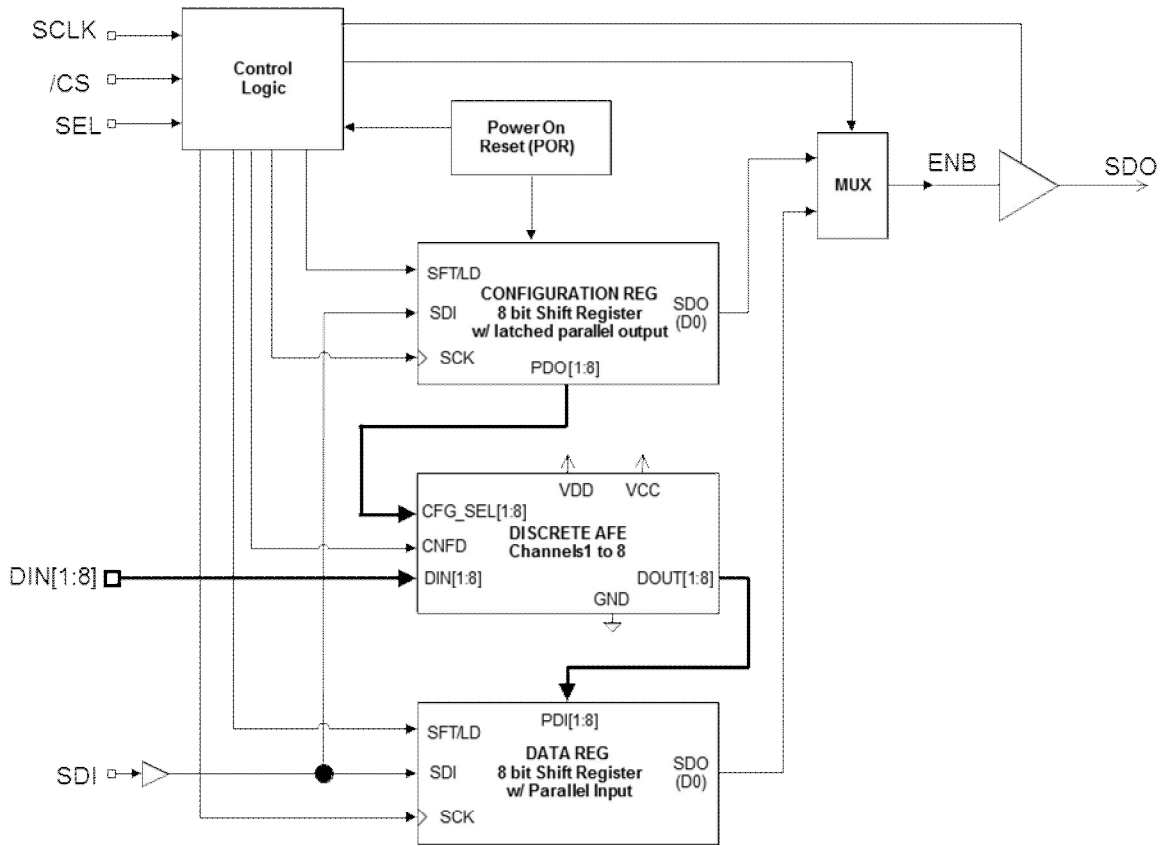 SCLK
/CS
SEL
Control
Logic
Power On
Reset (POR)
MUX
ENB
SDO
SFT/LD
CONFIGURATION REG
SDI
8 bit Shift Register
w/ latched parallel output
SDO
(D0)
SCK
PDO[1:8]
VDD
VCC
CFG_SEL[1:8]
DISCRETE AFE
Channels1 to 8
CNFD
DIN[1:8]
DIN[1:8]
DOUT[1:8]
GND
PDI[1:8]
SFT/LD
DATA REG
SDI
SDI
8 bit Shift Register
w/ Parallel Input
SDO
(D0)
SCK